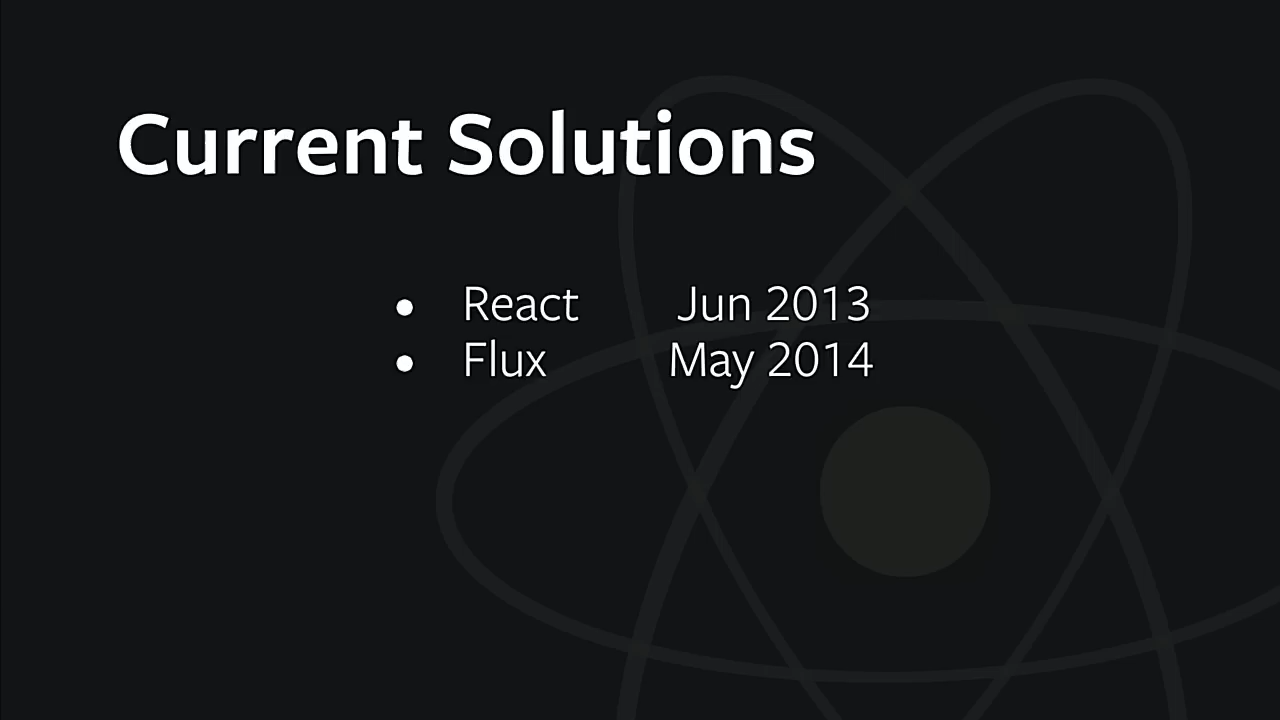 Current Solutions
• React Jun 2013
• Flux May 2014